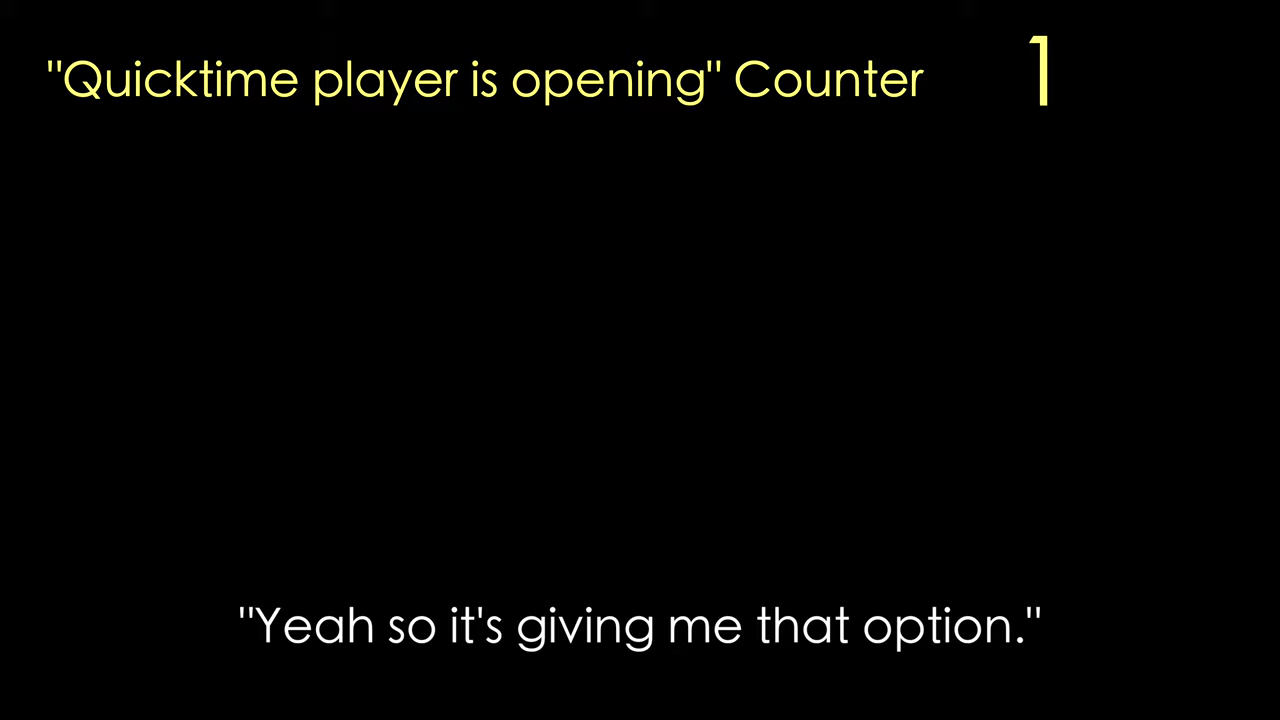 "Quicktime player is opening" Counter 1
"Yeah so it's giving me that option."